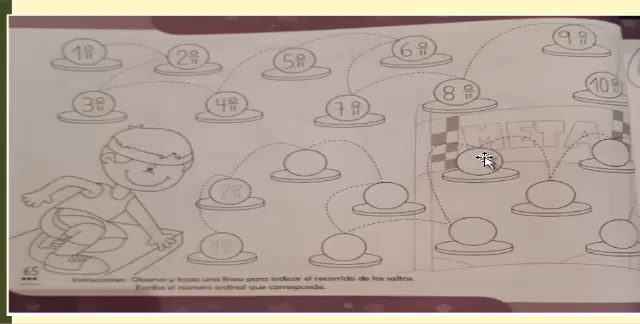 1º 2º 5º 6º 9º
3º 4º 7º 8º 10º
META
2º
1º
65
Instrucciones: Observa y traza una línea para indicar el recorrido de los saltos.
Escribe el número ordinal que corresponde.